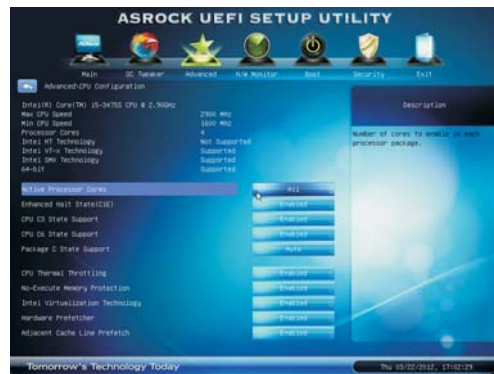 ASROCK UEFI SETUP UTILITY
Main OC Tweaker Advanced H/W Monitor Boot Security Exit
Advanced\CPU Configuration
Description
Intel(R) Core(TM) i5-3475S CPU @ 2.90GHz
Max CPU Speed 2900 MHz
Min CPU Speed 1600 MHz
Processor Cores 4
Intel HT Technology Not Supported
Intel VT-x Technology Supported
Intel SMX Technology Supported
64-bit Supported
Number of cores to enable in each
processor package.
Active Processor Cores All
Enhanced Halt State(C1E) Enabled
CPU C3 State Support Enabled
CPU C6 State Support Enabled
Package C State Support Auto
CPU Thermal Throttling Enabled
No-Execute Memory Protection Enabled
Intel Virtualization Technology Enabled
Hardware Prefetcher Enabled
Adjacent Cache Line Prefetch Enabled
Tomorrow's Technology Today
Thu 03/22/2012, 17:02:29